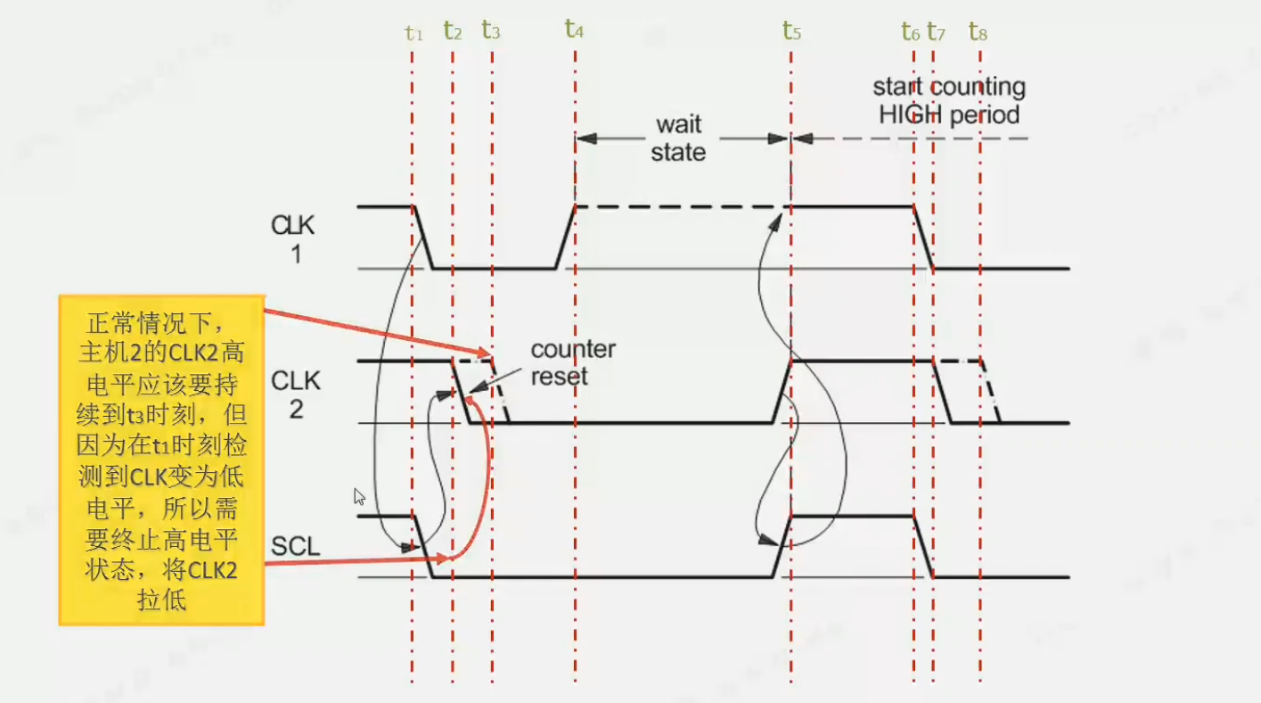 t1 t2 t3 t4 t5 t6 t7 t8
start counting
HIGH period
wait
state
CLK
1
正常情况下，
主机2的CLK2高
电平应该要持
续到t3时刻，但
因为在t1时刻检
测到CLK变为低
电平，所以需
要终止高电平
状态，将CLK2
拉低
counter
reset
CLK
2
SCL